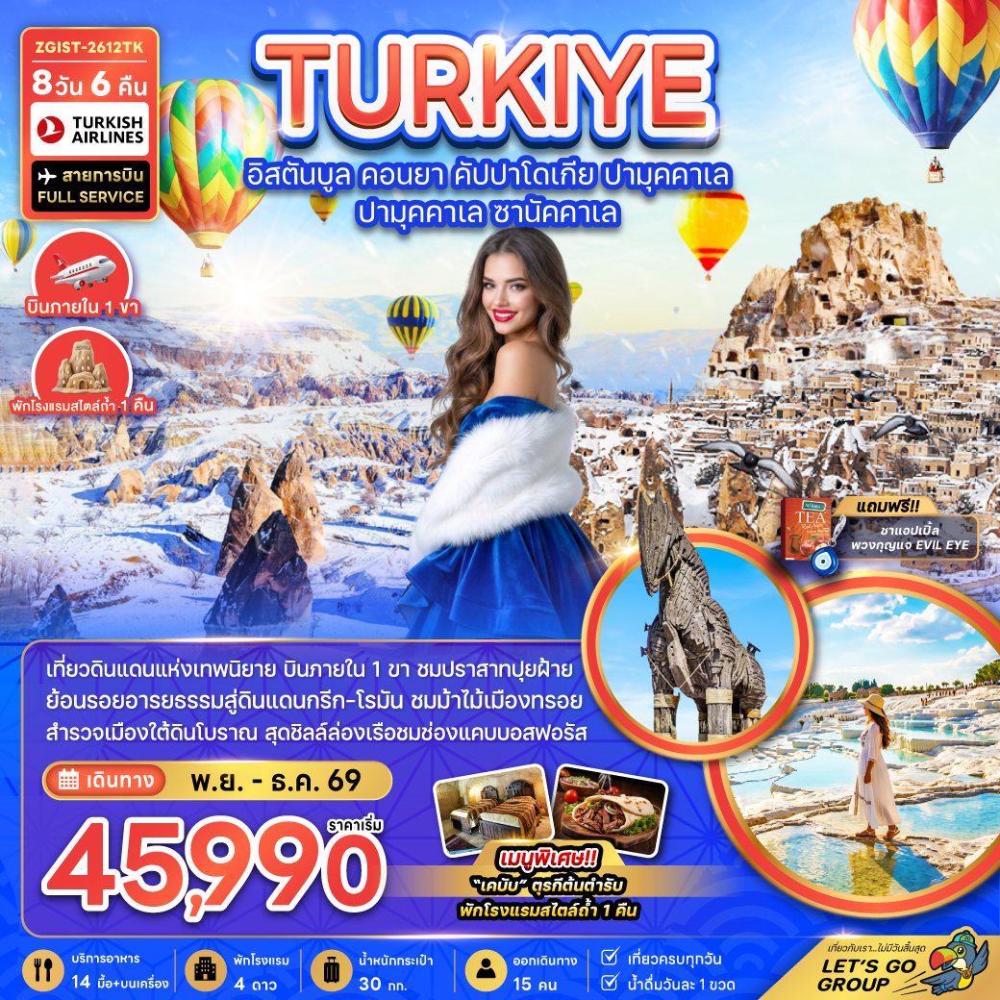 ZGIST-2612TK
8วัน 6 คืน
TURKISH
AIRLINES
สายการบิน
FULL SERVICE
TURKIYE
อิสตันบูล คอนยา คัปปาโดเกีย ปามุคคาเล
ปามุคคาเล ซานัคคาเล
บินภายใน 1 ขา
พักโรงแรมสไตล์ถ้ำ 1 คืน
TEA
แถมฟรี!!
ชาแอปเปิ้ล
พวงกุญแจ EVIL EYE
เที่ยวดินแดนแห่งเทพนิยาย บินภายใน 1 ขา ชมปราสาทปุยฝ้าย
ย้อนรอยอารยธรรมสู่ดินแดนกรีก-โรมัน ชมม้าไม้เมืองทรอย
สำรวจเมืองใต้ดินโบราณ สุดชิลล์ล่องเรือชมช่องแคบบอสฟอรัส
เดินทาง พ.ย. - ธ.ค. 69
ราคาเริ่ม
45,990
เมนูพิเศษ!!
"เคบับ" ตุรกีต้นตำรับ
พักโรงแรมสไตล์ถ้ำ 1 คืน
บริการอาหาร
14 มื้อ+บนเครื่อง
พักโรงแรม
4 ดาว
น้ำหนักกระเป๋า
30 กก.
ออกเดินทาง
15 คน
เที่ยวครบทุกวัน
น้ำดื่มวันละ 1 ขวด
เที่ยวกับเรา...ไม่มีวันสิ้นสุด
LET'S GO
GROUP